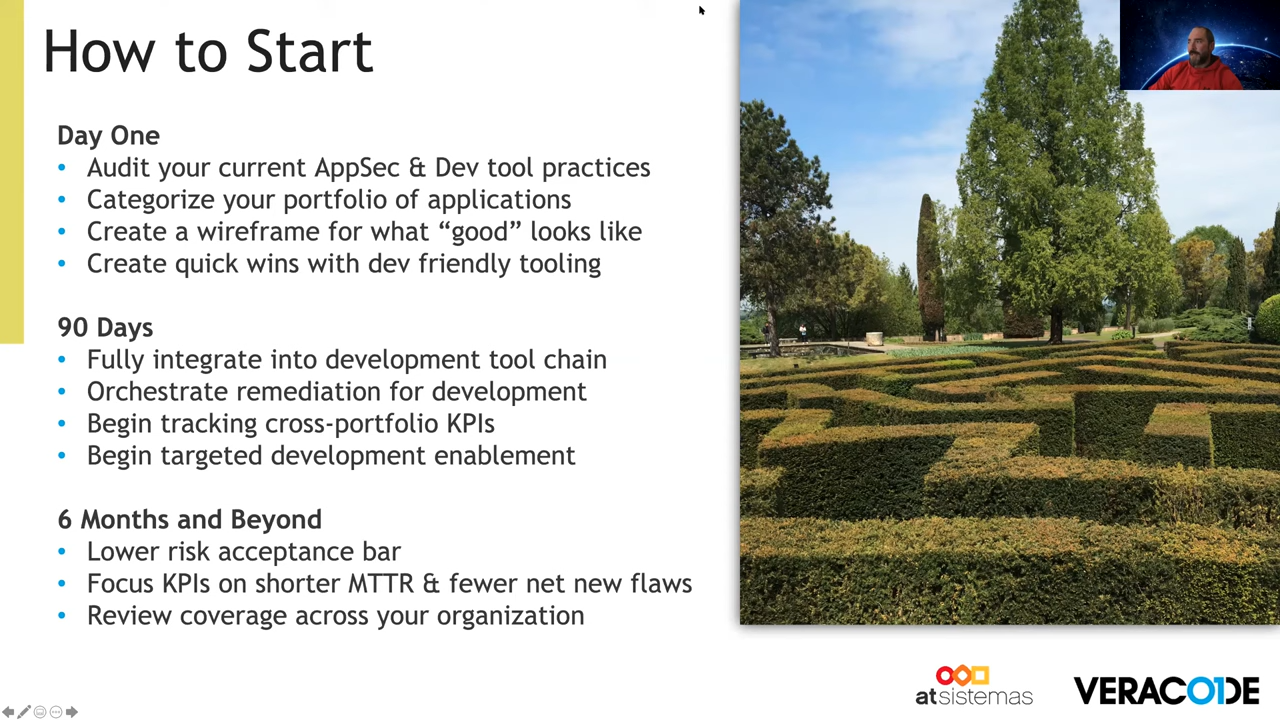 How to Start
Day One
• Audit your current AppSec & Dev tool practices
• Categorize your portfolio of applications
• Create a wireframe for what “good” looks like
• Create quick wins with dev friendly tooling
90 Days
• Fully integrate into development tool chain
• Orchestrate remediation for development
• Begin tracking cross-portfolio KPIs
• Begin targeted development enablement
6 Months and Beyond
• Lower risk acceptance bar
• Focus KPIs on shorter MTTR & fewer net new flaws
• Review coverage across your organization
atsistemas
VERACODE